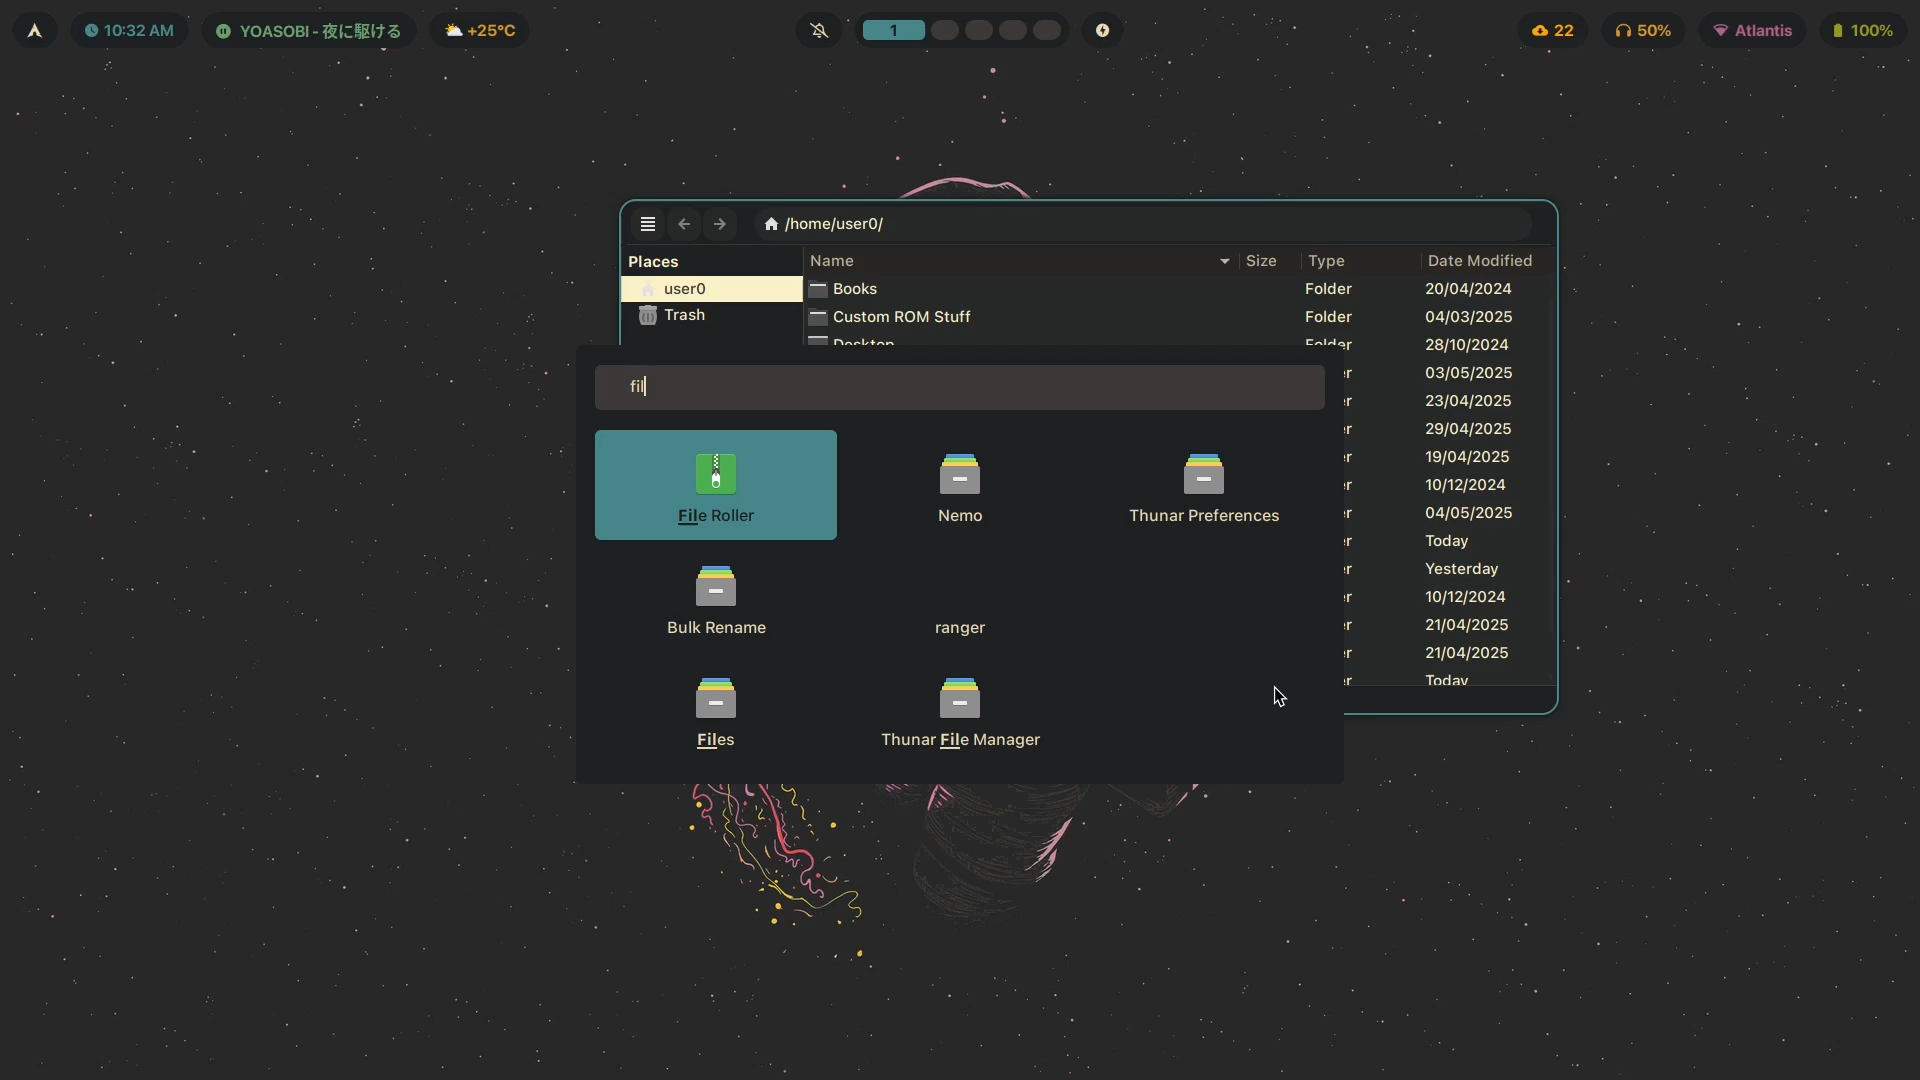 10:32 AM
YOASOBI - 夜に駆ける
+25°C
1
22
50%
Atlantis
100%
/home/user0/
Places
Name
Size
Type
Date Modified
user0
Books
Folder
20/04/2024
Trash
Custom ROM Stuff
Folder
04/03/2025
Desktop
Folder
28/10/2024
03/05/2025
fil
23/04/2025
29/04/2025
19/04/2025
10/12/2024
File Roller
Nemo
Thunar Preferences
04/05/2025
Today
Yesterday
10/12/2024
Bulk Rename
ranger
21/04/2025
21/04/2025
Today
Files
Thunar File Manager